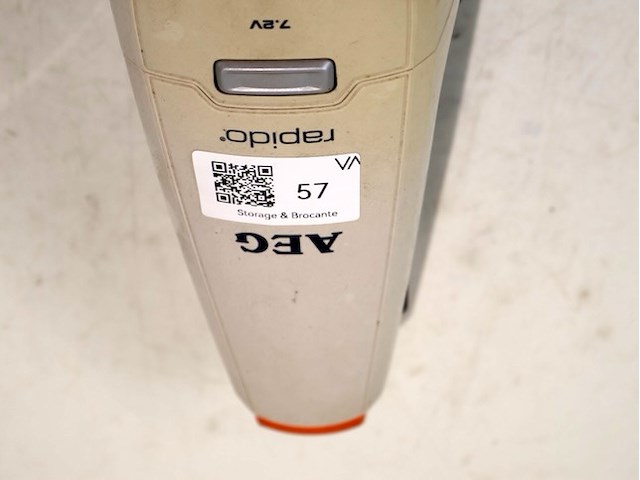 7.2V
rapido®
57
VA
Storage & Brocante
AEG